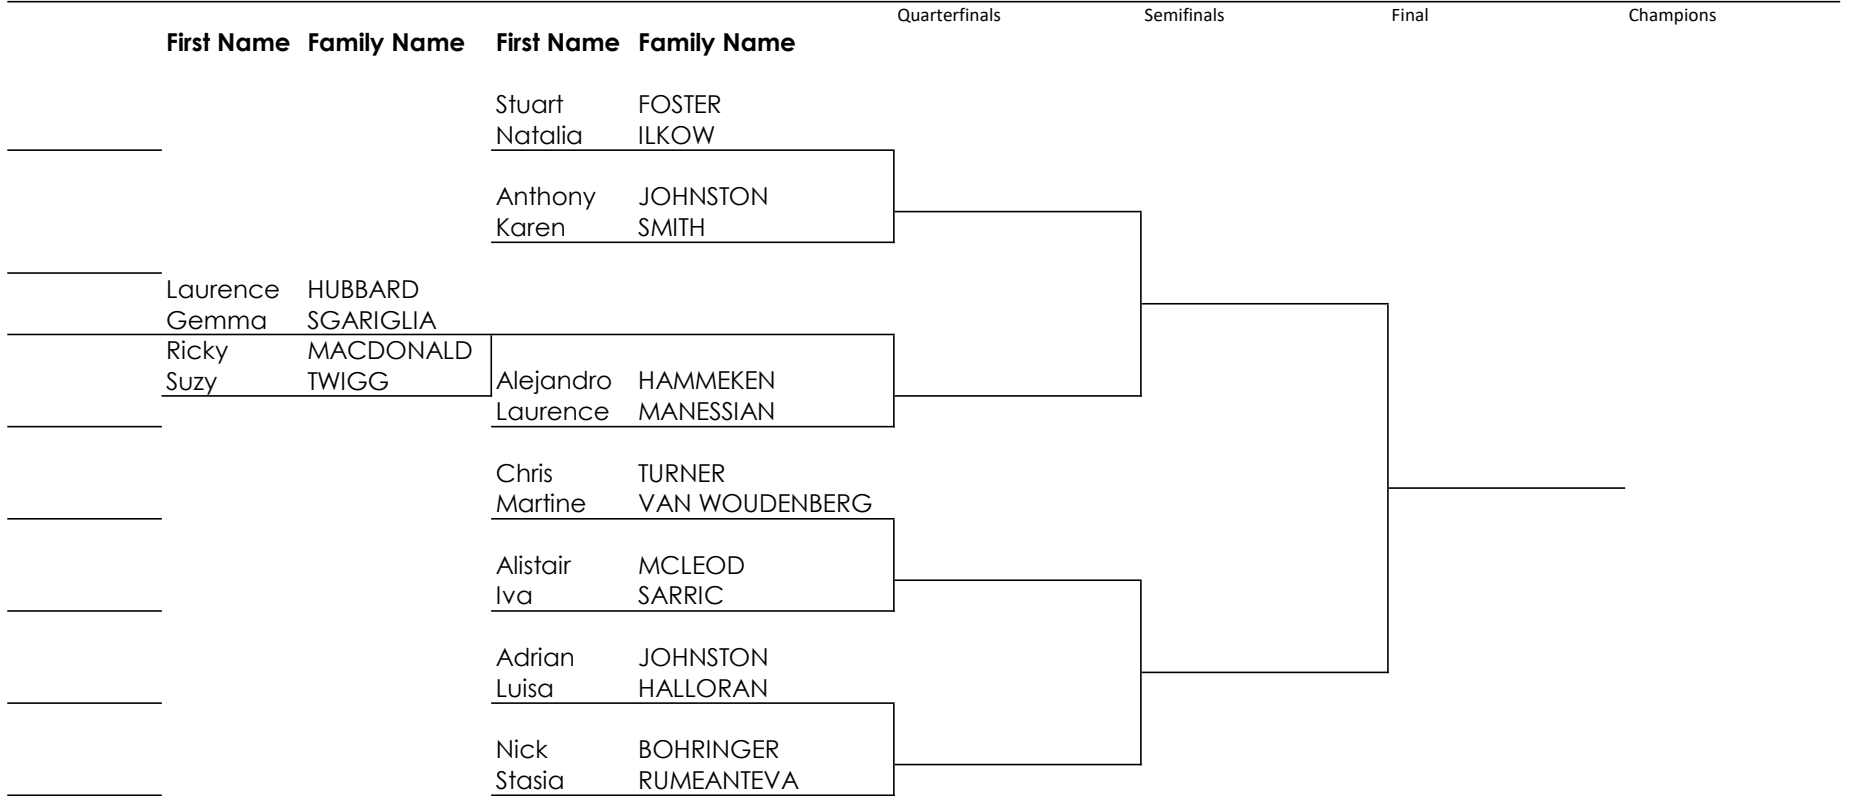 Quarterfinals Semifinals Final Champions
First Name Family Name First Name Family Name
Stuart FOSTER
Natalia ILKOW
Anthony JOHNSTON
Karen SMITH
Laurence HUBBARD
Gemma SGARIGLIA
Ricky MACDONALD
Suzy TWIGG
Alejandro HAMMEKEN
Laurence MANESSIAN
Chris TURNER
Martine VAN WOUDENBERG
Alistair MCLEOD
Iva SARRIC
Adrian JOHNSTON
Luisa HALLORAN
Nick BOHRINGER
Stasia RUMEANTEVA